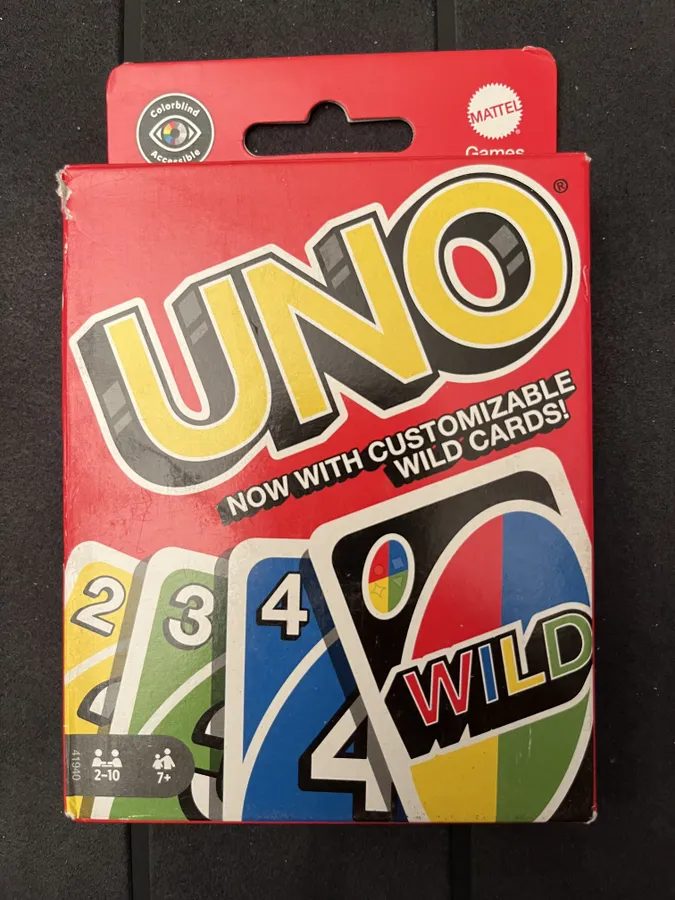 Colorblind
Accessible
MATTEL
®
Games
UNO®
NOW WITH CUSTOMIZABLE
WILD CARDS!
2
3
4
4
WILD
41940
2-10
7+